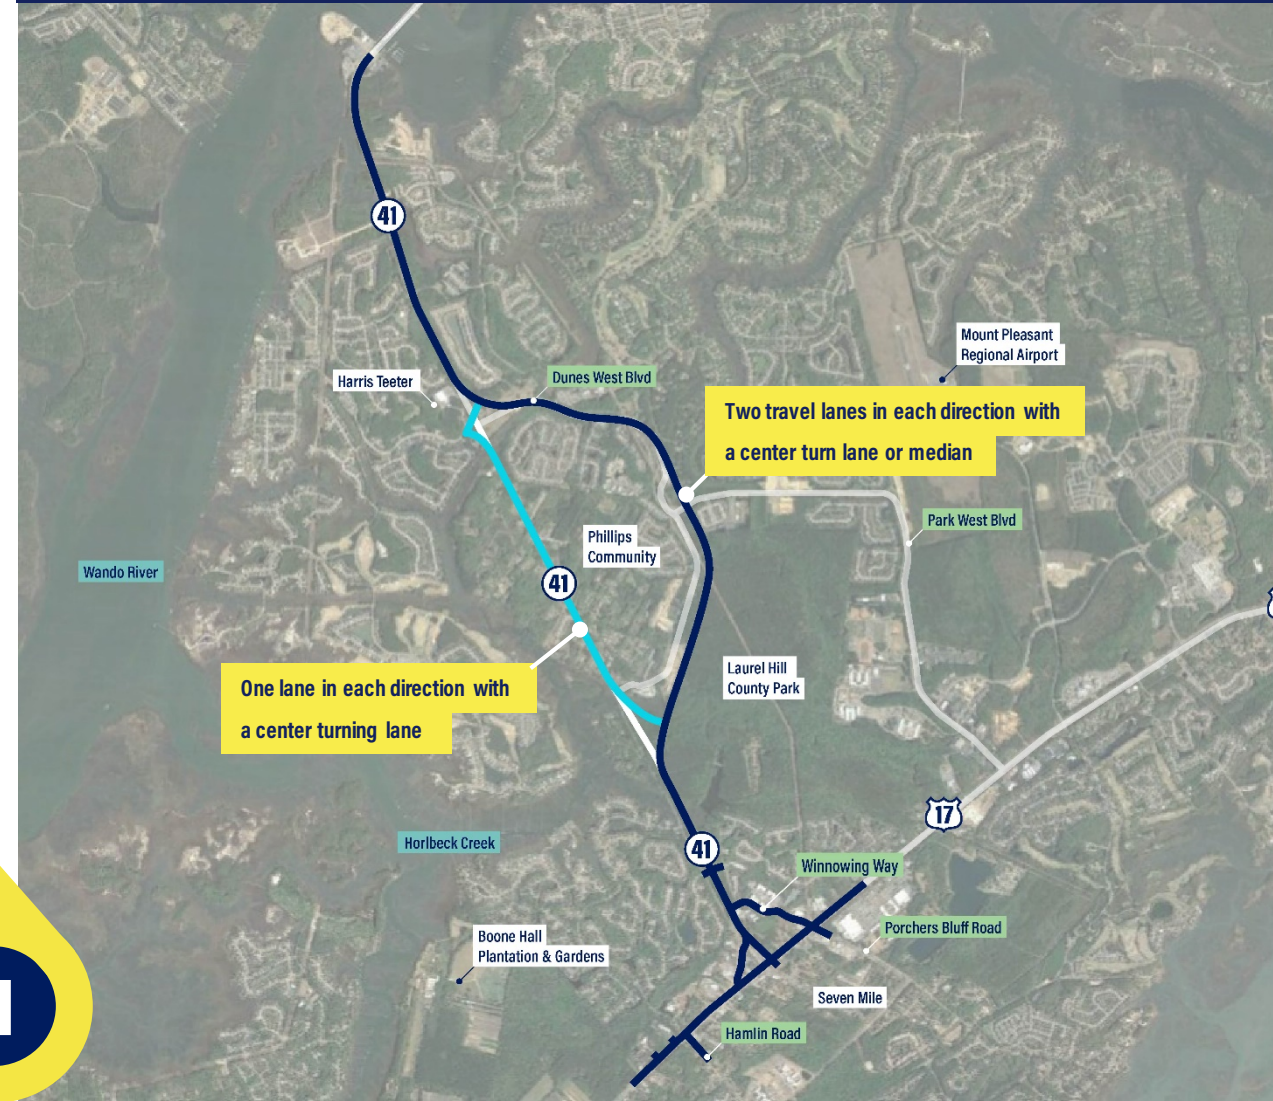 41
Mount Pleasant
Regional Airport
Harris Teeter
Dunes West Blvd
Two travel lanes in each direction with
a center turn lane or median
Park West Blvd
Phillips
Community
Wando River
41
Laurel Hill
County Park
One lane in each direction with
a center turning lane
17
Horlbeck Creek
41
Winnowing Way
Porchers Bluff Road
Boone Hall
Plantation & Gardens
Seven Mile
Hamlin Road